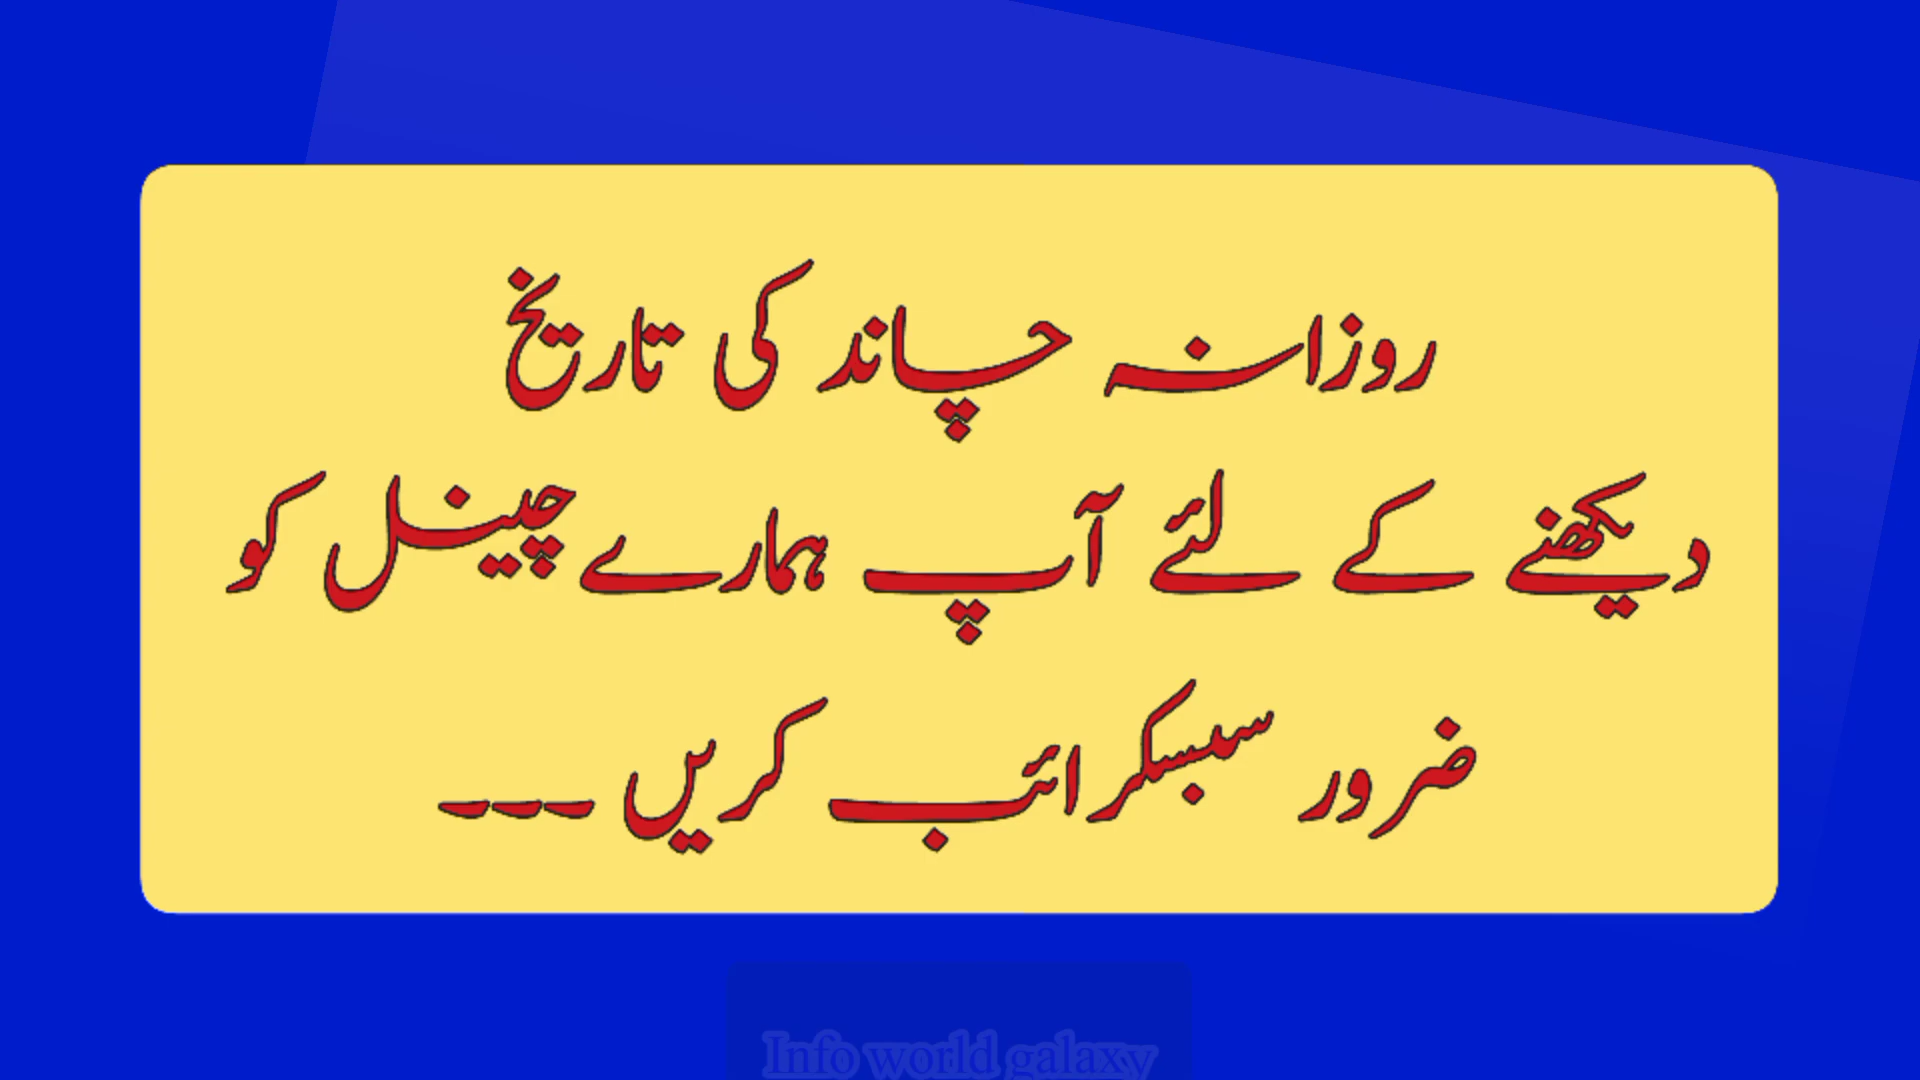 روزانہ چاند کی تاریخ
دیکھنے کے لئے آپ ہمارے چینل کو
ضرور سبسکرائب کریں ۔۔۔
Info world galaxy